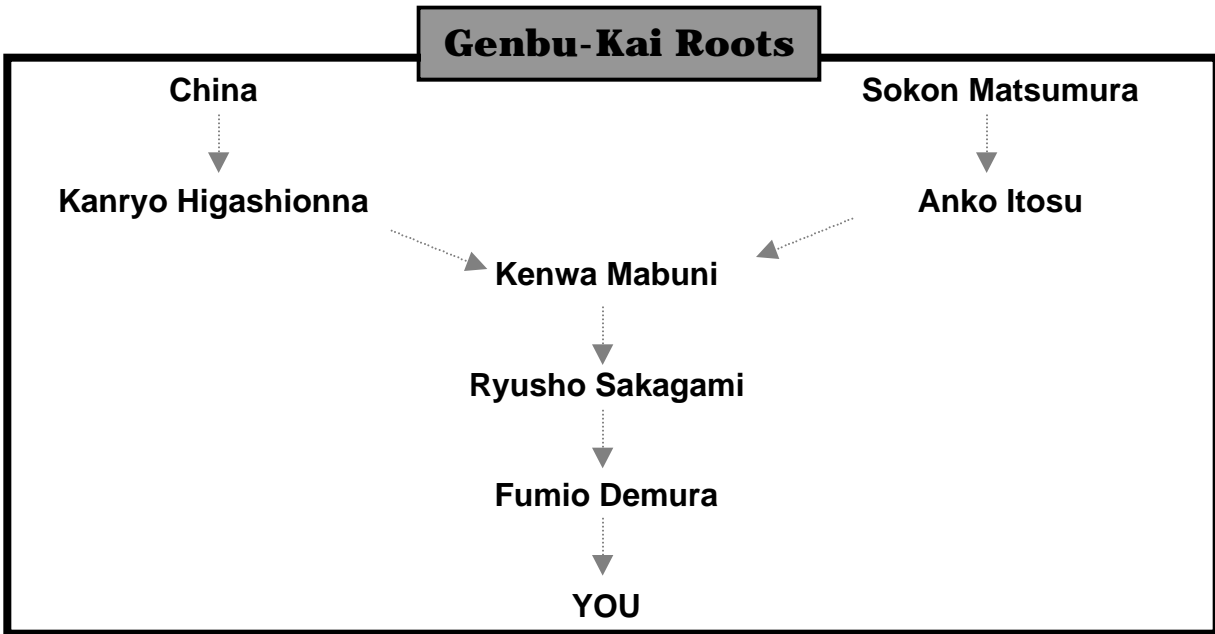 Genbu-Kai Roots
China
Sokon Matsumura
Kanryo Higashionna
Anko Itosu
Kenwa Mabuni
Ryusho Sakagami
Fumio Demura
YOU